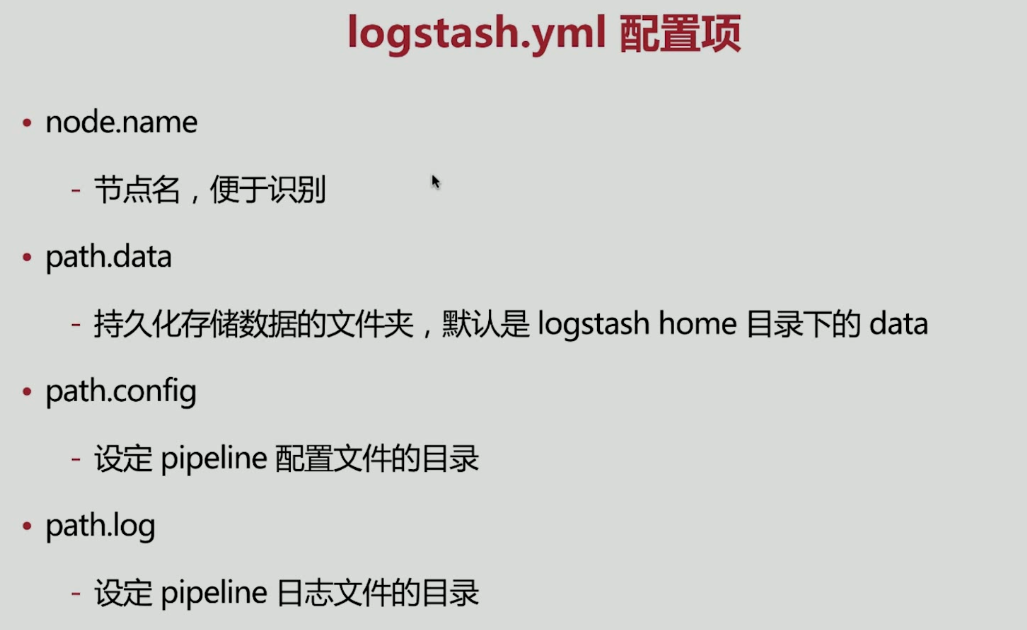 logstash.yml 配置项
• node.name
- 节点名，便于识别
• path.data
- 持久化存储数据的文件夹，默认是 logstash home 目录下的 data
• path.config
- 设定 pipeline 配置文件的目录
• path.log
- 设定 pipeline 日志文件的目录